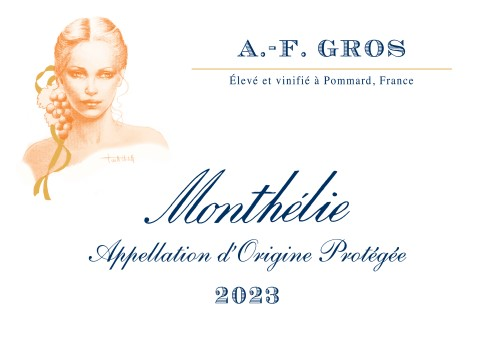 A.-F. GROS
Élevé et vinifié à Pommard, France
Monthélie
Appellation d'Origine Protégée
2023